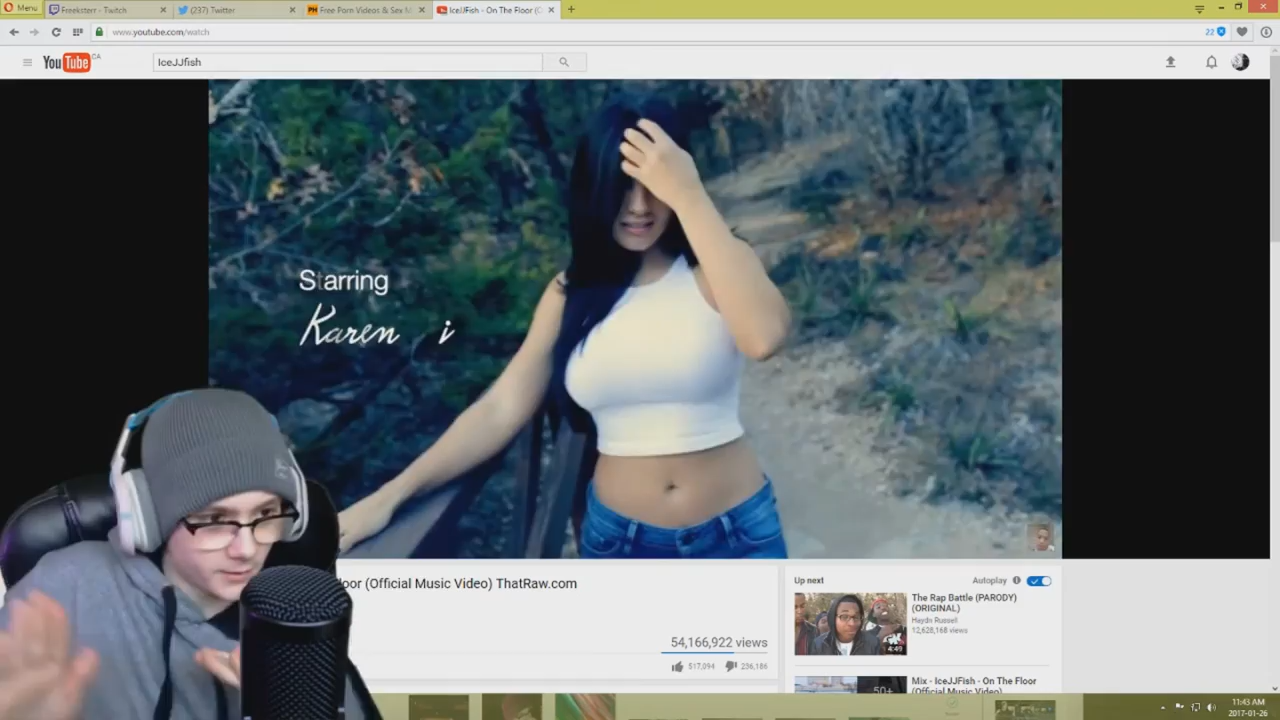 Menu
Freeksterr - Twitch
(237) Twitter
Free Porn Videos & Sex M
IceJJFish - On The Floor (O
www.youtube.com/watch
22
YouTube CA
IceJJfish
Starring
Karen i
loor (Official Music Video) ThatRaw.com
54,166,922 views
517,094
236,186
Up next
Autoplay
The Rap Battle (PARODY)
(ORIGINAL)
Haydn Russell
12,628,168 views
4:49
Mix - IceJJFish - On The Floor
(Official Music Video)
50+
11:43 AM
2017-01-26